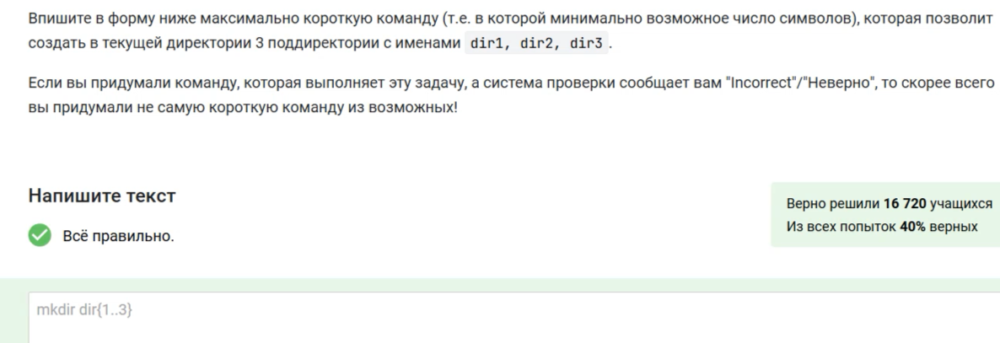 Впишите в форму ниже максимально короткую команду (т.е. в которой минимально возможное число символов), которая позволит
создать в текущей директории 3 поддиректории с именами dir1, dir2, dir3.
Если вы придумали команду, которая выполняет эту задачу, а система проверки сообщает вам "Incorrect"/"Неверно", то скорее всего
вы придумали не самую короткую команду из возможных!
Напишите текст
Всё правильно.
Верно решили 16 720 учащихся
Из всех попыток 40% верных
mkdir dir{1..3}